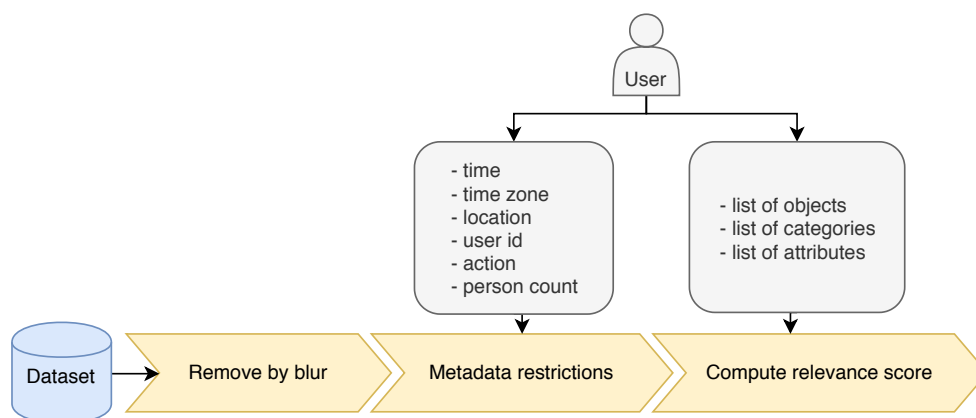 User
- time
- time zone
- location
- user id
- action
- person count
- list of objects
- list of categories
- list of attributes
Dataset
Remove by blur
Metadata restrictions
Compute relevance score